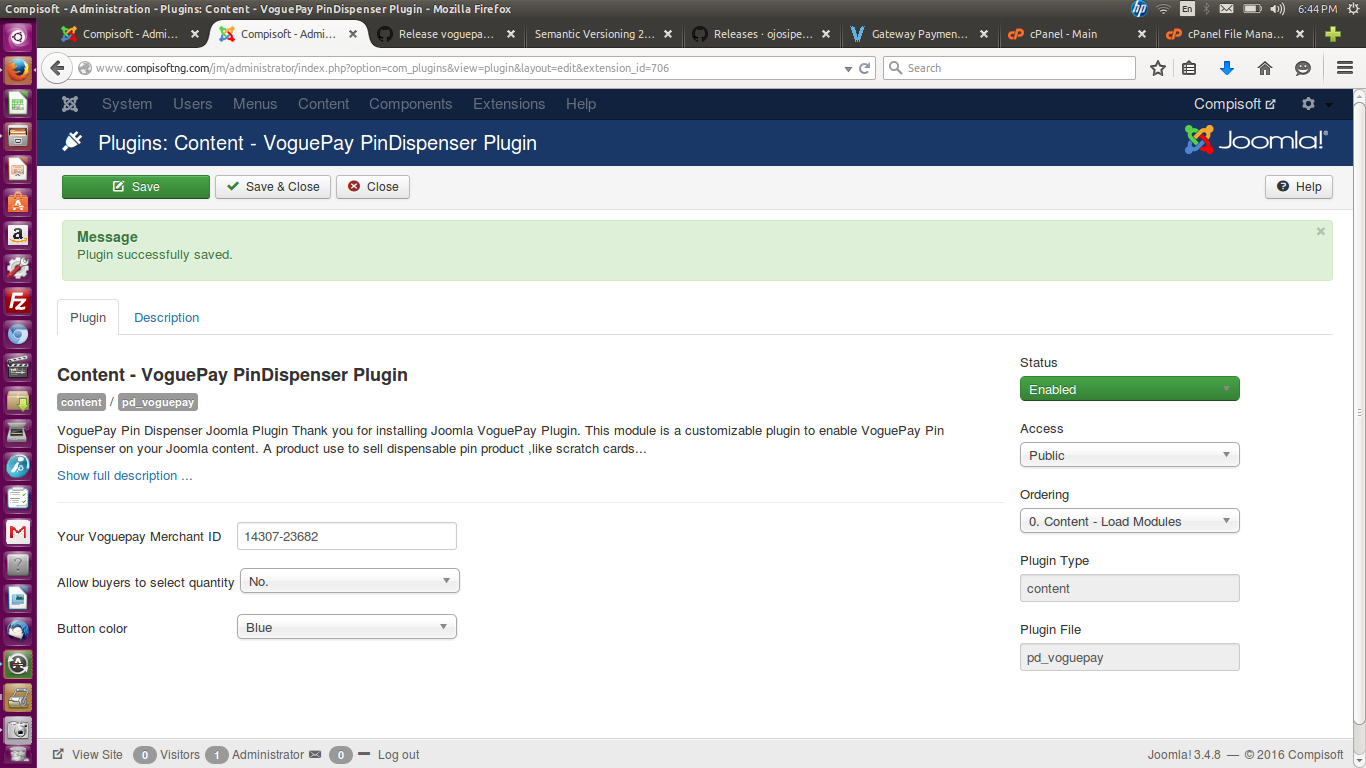 Compisoft - Administration - Plugins: Content - VoguePay PinDispenser Plugin - Mozilla Firefox
hp En 6:44 PM
Compisoft - Admi... × Compisoft - Admi... × Release voguepa... × Semantic Versioning 2... × Releases · ojosipe... × Gateway Paymen... × cPanel - Main × cPanel File Mana... ×
www.compisoftng.com/jm/administrator/index.php?option=com_plugins&view=plugin&layout=edit&extension_id=706 Search
System Users Menus Content Components Extensions Help Compisoft
Plugins: Content - VoguePay PinDispenser Plugin Joomla!®
Save Save & Close Close Help
Message ×
Plugin successfully saved.
Plugin Description
Content - VoguePay PinDispenser Plugin
content / pd_voguepay
VoguePay Pin Dispenser Joomla Plugin Thank you for installing Joomla VoguePay Plugin. This module is a customizable plugin to enable VoguePay Pin
Dispenser on your Joomla content. A product use to sell dispensable pin product ,like scratch cards...
Show full description ...
Your Voguepay Merchant ID 14307-23682
Allow buyers to select quantity No.
Button color Blue
Status
Enabled
Access
Public
Ordering
0. Content - Load Modules
Plugin Type
content
Plugin File
pd_voguepay
View Site 0 Visitors 1 Administrator 0 Log out Joomla! 3.4.8 — © 2016 Compisoft